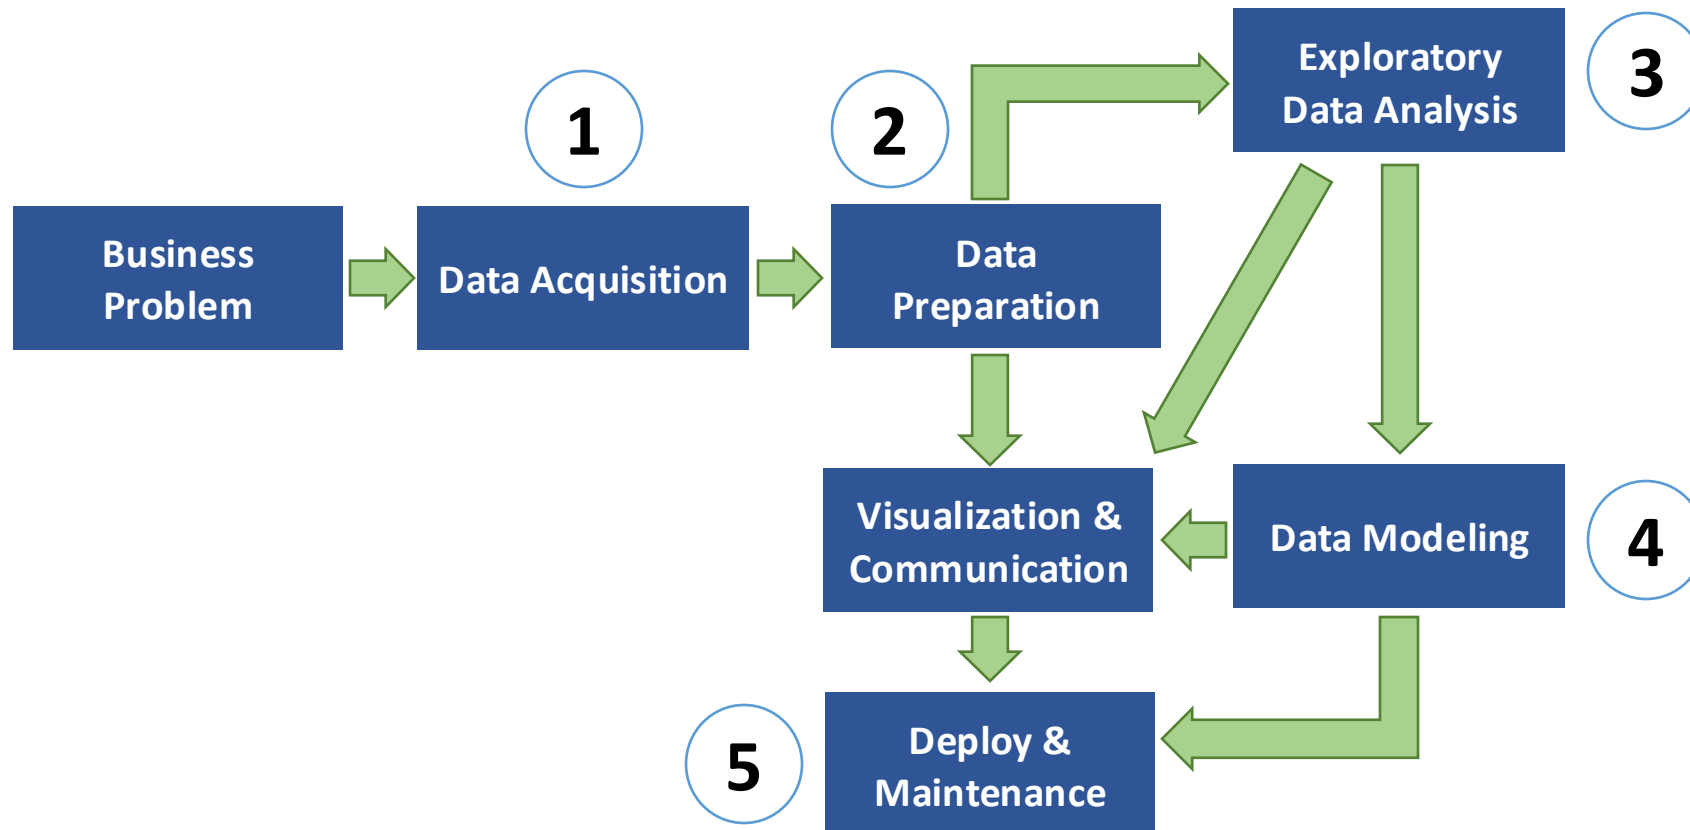 1
2
3
Exploratory
Data Analysis
Business
Problem
Data Acquisition
Data
Preparation
Visualization &
Communication
Data Modeling
4
5
Deploy &
Maintenance